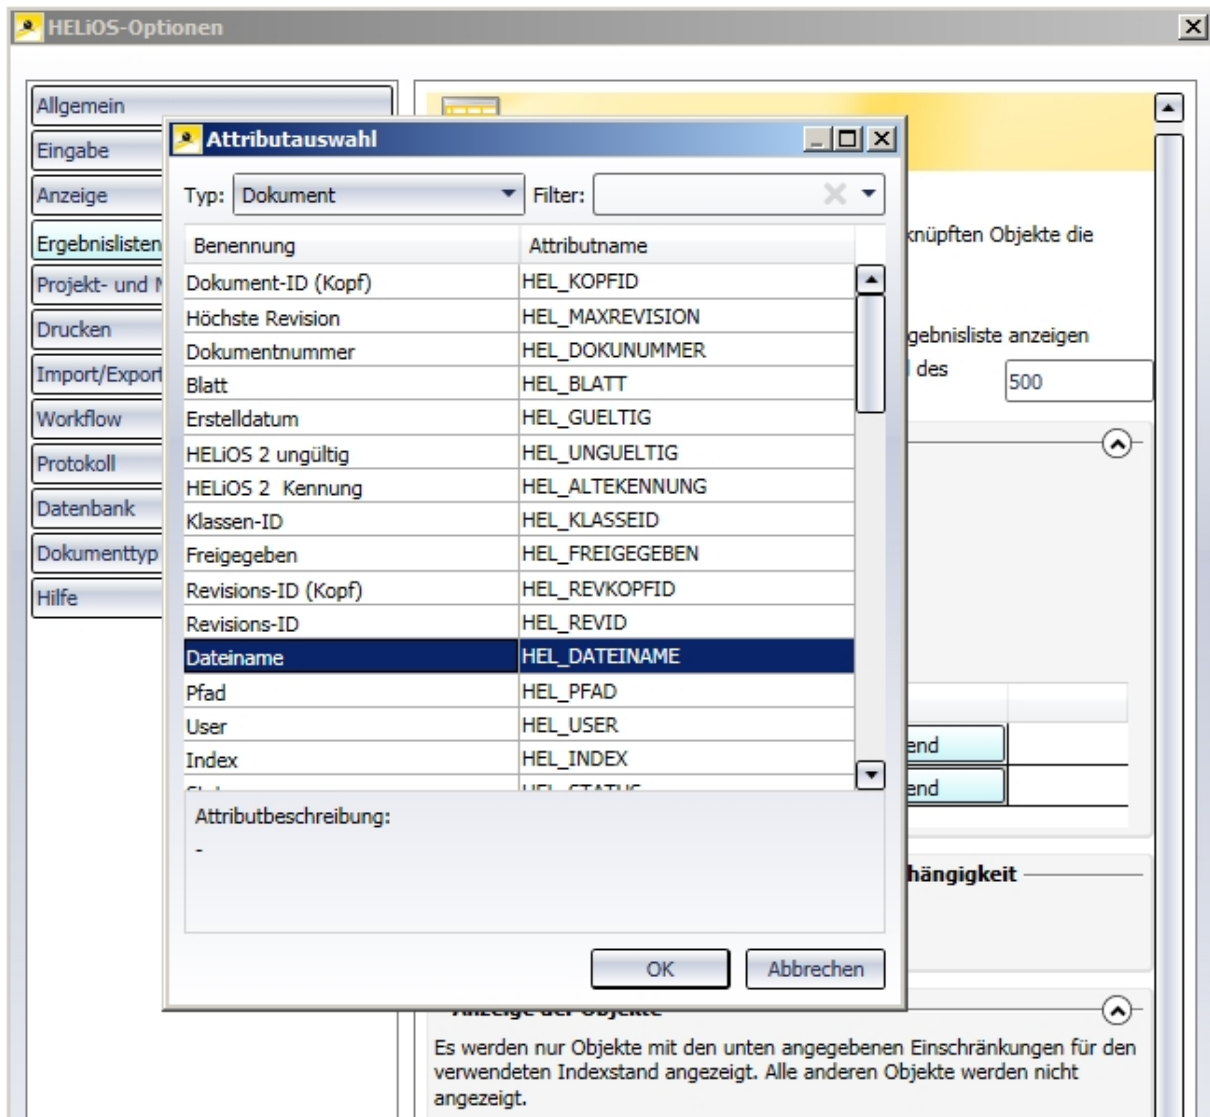 HELiOS-Optionen
Allgemein
Eingabe
Anzeige
Ergebnislisten
Projekt- und
Drucken
Import/Export
Workflow
Protokoll
Datenbank
Dokumenttyp
Hilfe
Attributauswahl
Typ: Dokument Filter:
Benennung Attributname
Dokument-ID (Kopf) HEL_KOPFID
Höchste Revision HEL_MAXREVISION
Dokumentnummer HEL_DOKUNUMMER
Blatt HEL_BLATT
Erstelldatum HEL_GUELTIG
HELiOS 2 ungültig HEL_UNGUELTIG
HELiOS 2  Kennung HEL_ALTEKENNUNG
Klassen-ID HEL_KLASSEID
Freigegeben HEL_FREIGEGEBEN
Revisions-ID (Kopf) HEL_REVKOPFID
Revisions-ID HEL_REVID
Dateiname HEL_DATEINAME
Pfad HEL_PFAD
User HEL_USER
Index HEL_INDEX
HEL_STATUS
Attributbeschreibung:
-
OK Abbrechen
knüpften Objekte die
gebnisliste anzeigen
des
500
end
end
hängigkeit
Anzeige der Objekte
Es werden nur Objekte mit den unten angegebenen Einschränkungen für den
verwendeten Indexstand angezeigt. Alle anderen Objekte werden nicht
angezeigt.